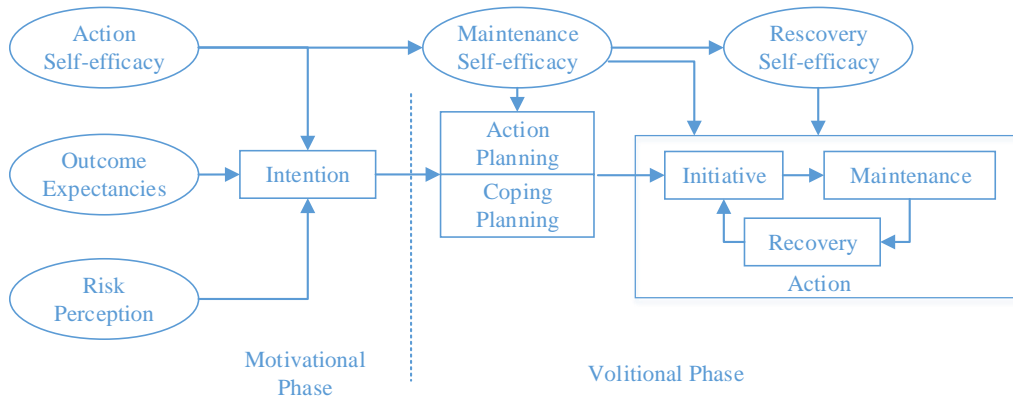 Action
Self-efficacy
Maintenance
Self-efficacy
Rescovery
Self-efficacy
Outcome
Expectancies
Intention
Action
Planning
Coping
Planning
Initiative
Maintenance
Recovery
Action
Risk
Perception
Motivational
Phase
Volitional Phase